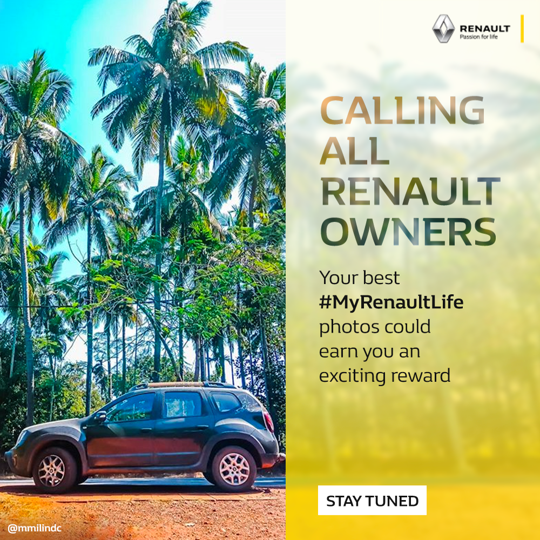 RENAULT
Passion for life
CALLING
ALL
RENAULT
OWNERS
Your best
#MyRenaultLife
photos could
earn you an
exciting reward
STAY TUNED
@mmilindc